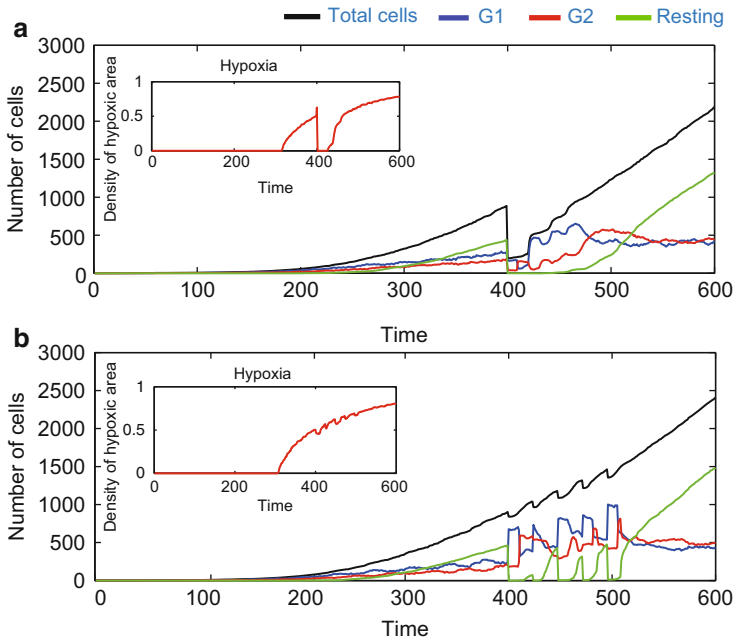 Total cells G1 G2 Resting
a
3000
2500
2000
1500
1000
500
0
Number of cells
0 100 200 300 400 500 600
Time
Hypoxia
1
0.5
0
Density of hypoxic area
0 200 400 600
Time
b
3000
2500
2000
1500
1000
500
0
Number of cells
0 100 200 300 400 500 600
Time
Hypoxia
1
0.5
0
Density of hypoxic area
0 200 400 600
Time